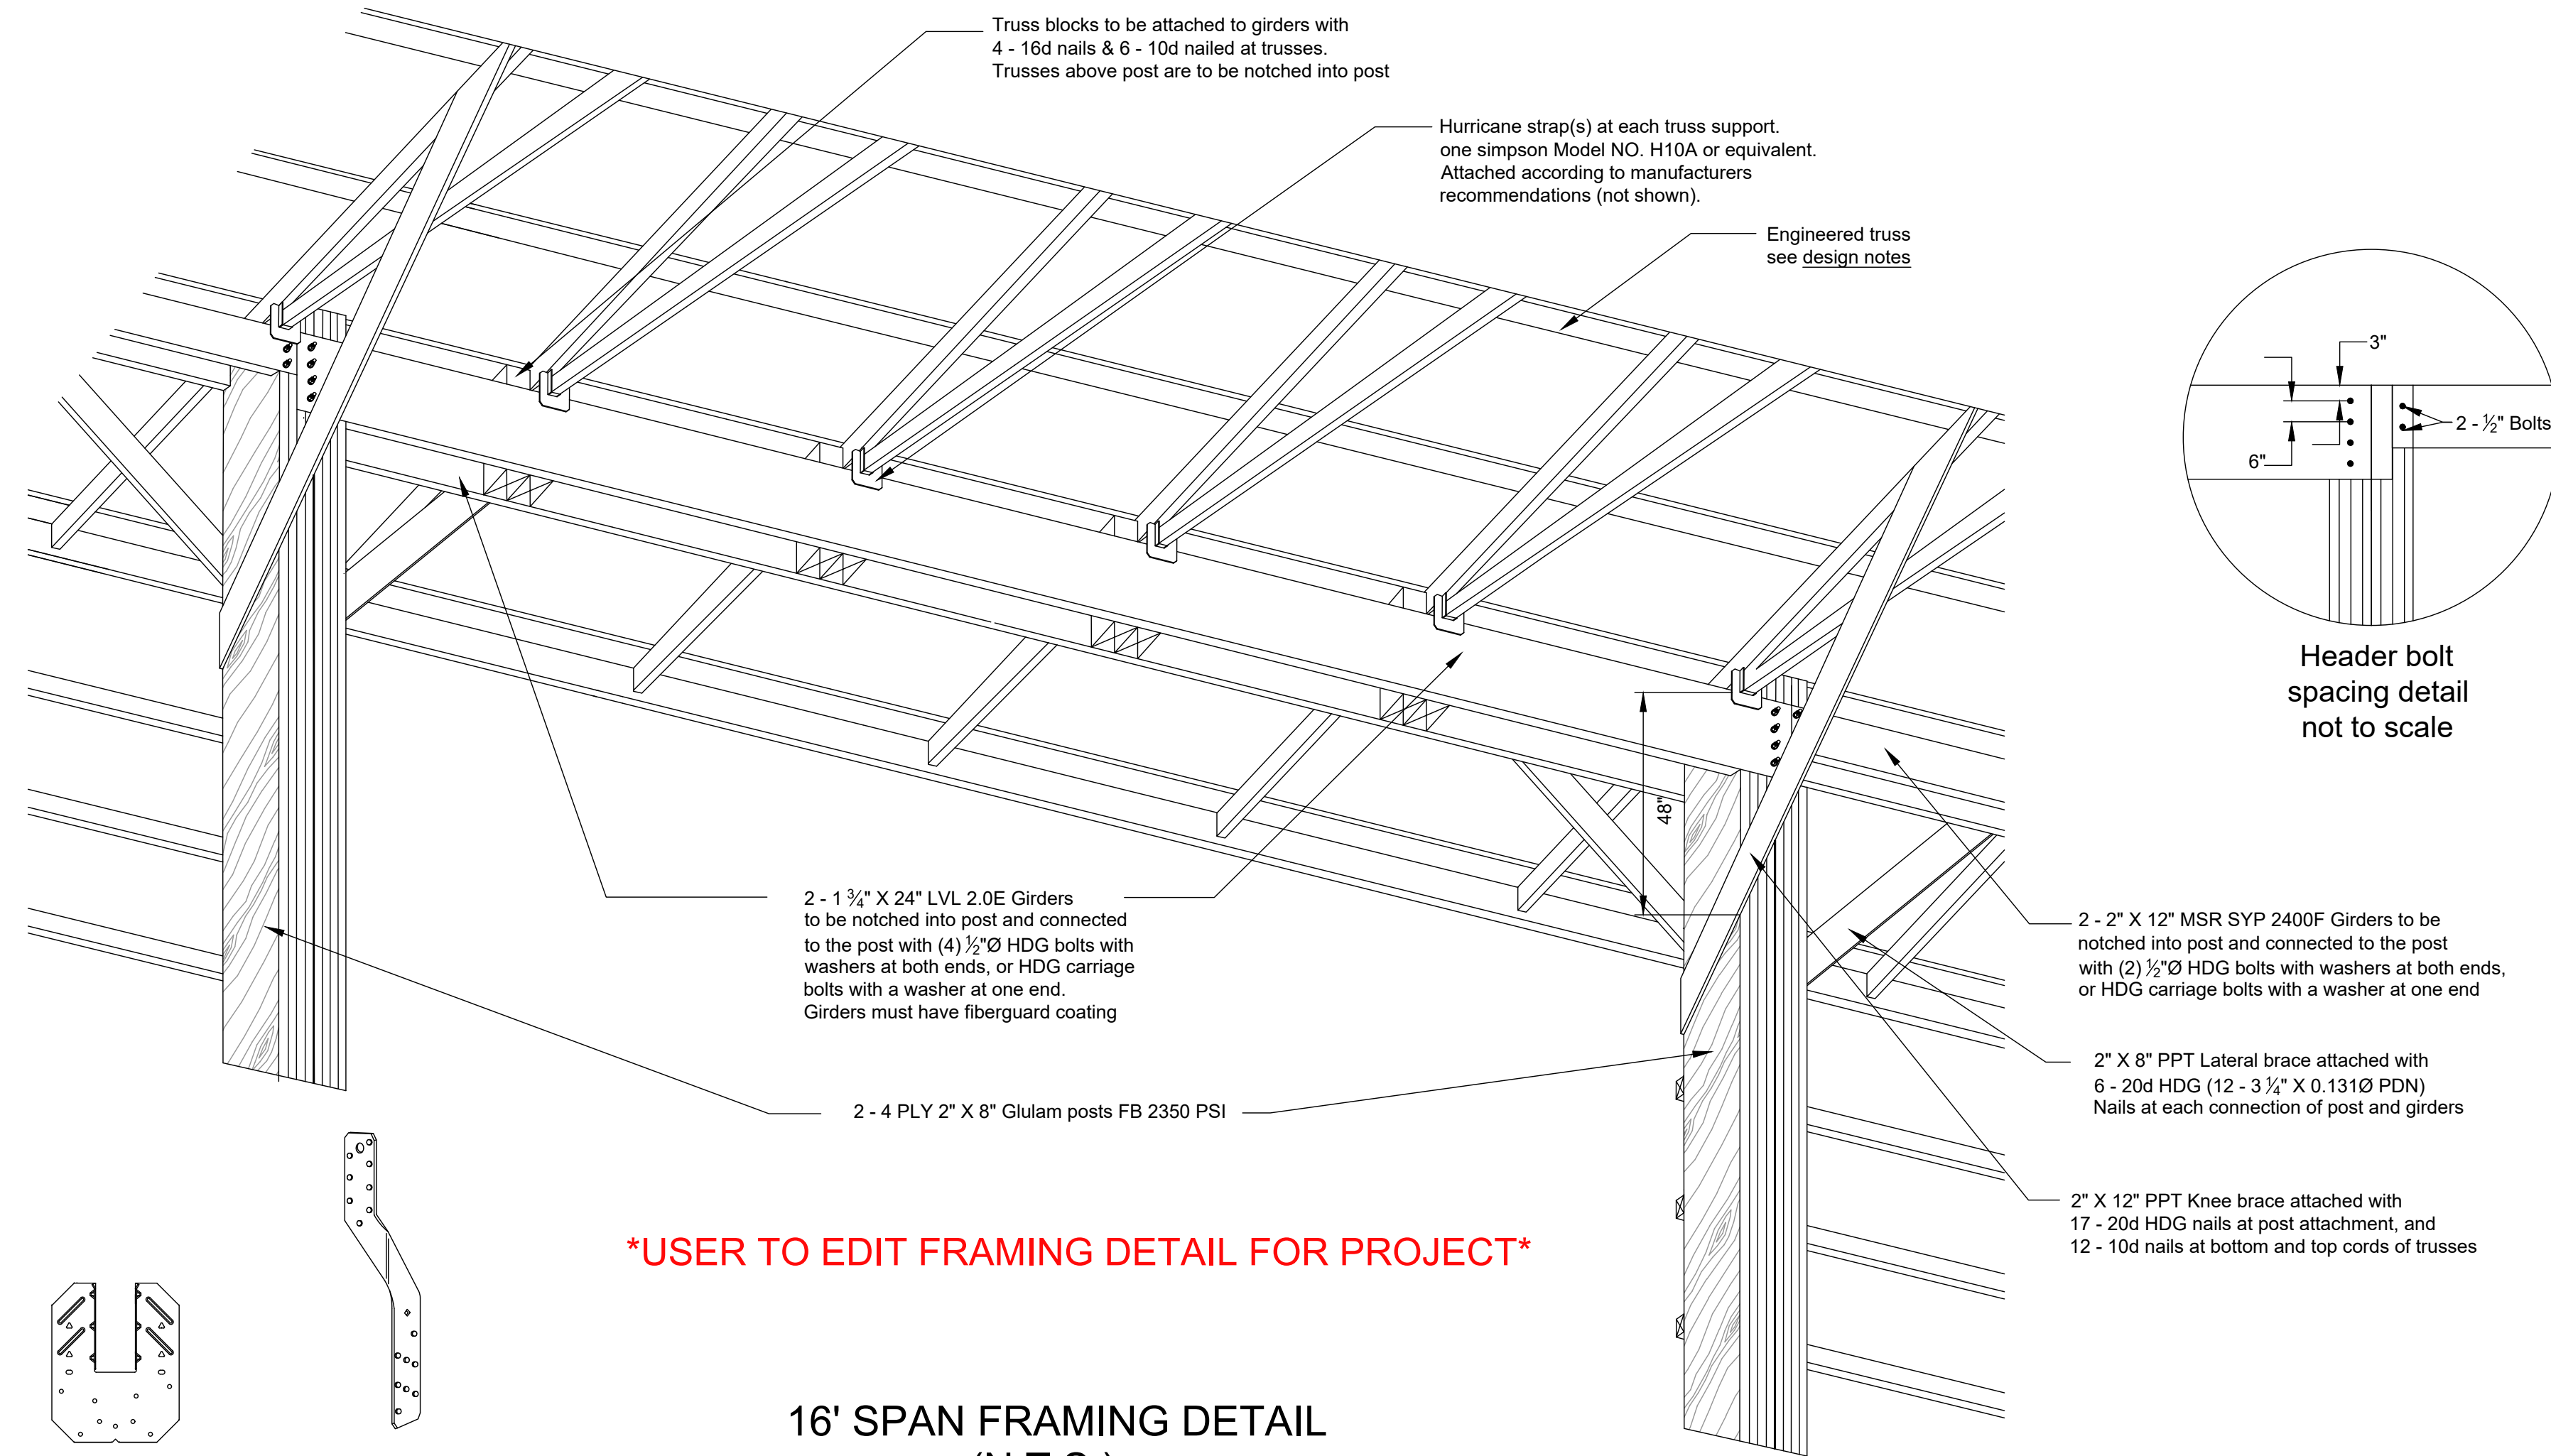 Truss blocks to be attached to girders with
4 - 16d nails & 6 - 10d nailed at trusses.
Trusses above post are to be notched into post
Hurricane strap(s) at each truss support.
one simpson Model NO. H10A or equivalent.
Attached according to manufacturers
recommendations (not shown).
Engineered truss
see design notes
3"
2 - ½" Bolts
6"
Header bolt
spacing detail
not to scale
48"
2 - 1 ¾" X 24" LVL 2.0E Girders
to be notched into post and connected
to the post with (4) ½"Ø HDG bolts with
washers at both ends, or HDG carriage
bolts with a washer at one end.
Girders must have fiberguard coating
2 - 2" X 12" MSR SYP 2400F Girders to be
notched into post and connected to the post
with (2) ½"Ø HDG bolts with washers at both ends,
or HDG carriage bolts with a washer at one end
2" X 8" PPT Lateral brace attached with
6 - 20d HDG (12 - 3 ¼" X 0.131Ø PDN)
Nails at each connection of post and girders
2 - 4 PLY 2" X 8" Glulam posts FB 2350 PSI
2" X 12" PPT Knee brace attached with
17 - 20d HDG nails at post attachment, and
12 - 10d nails at bottom and top cords of trusses
*USER TO EDIT FRAMING DETAIL FOR PROJECT*
16' SPAN FRAMING DETAIL